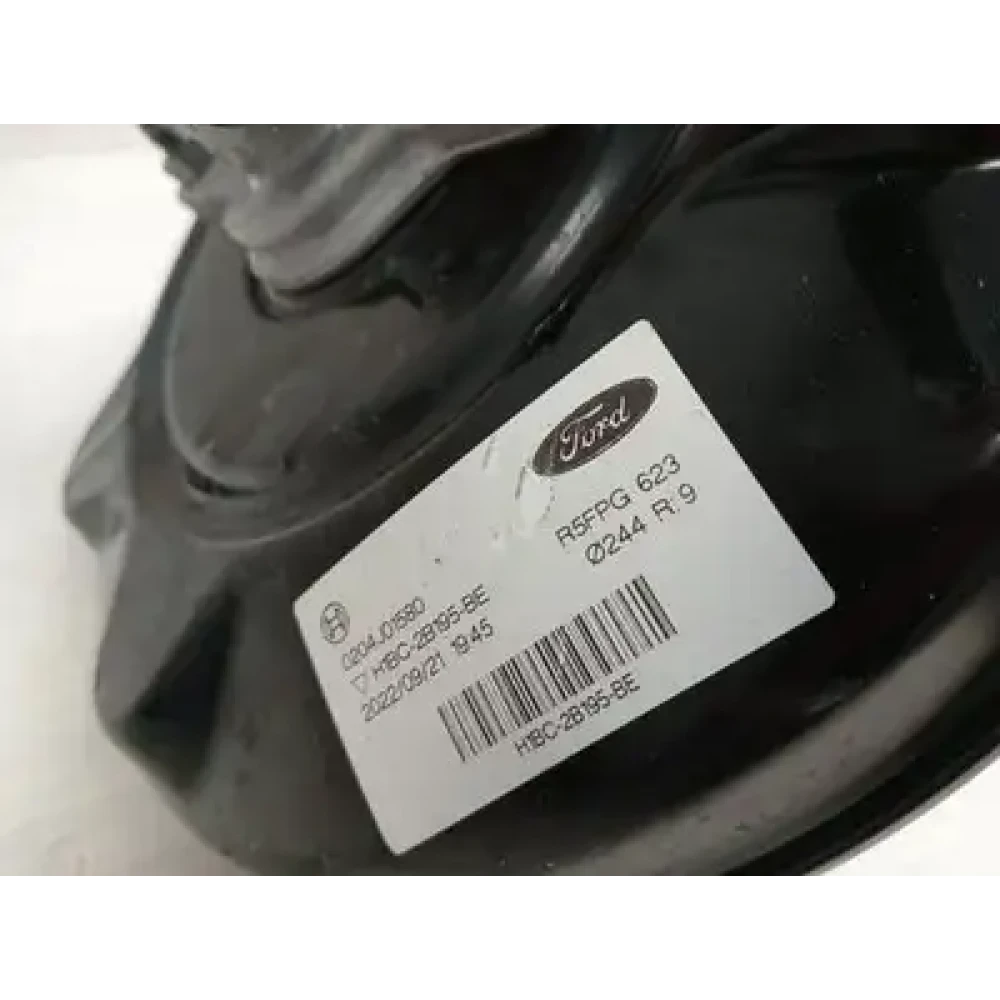 Ford
R5FPG 623
Ø244 R:9
0204J01580
▽ H1BC-2B195-BE
2022/09/21 19:45
H1BC-2B195-BE